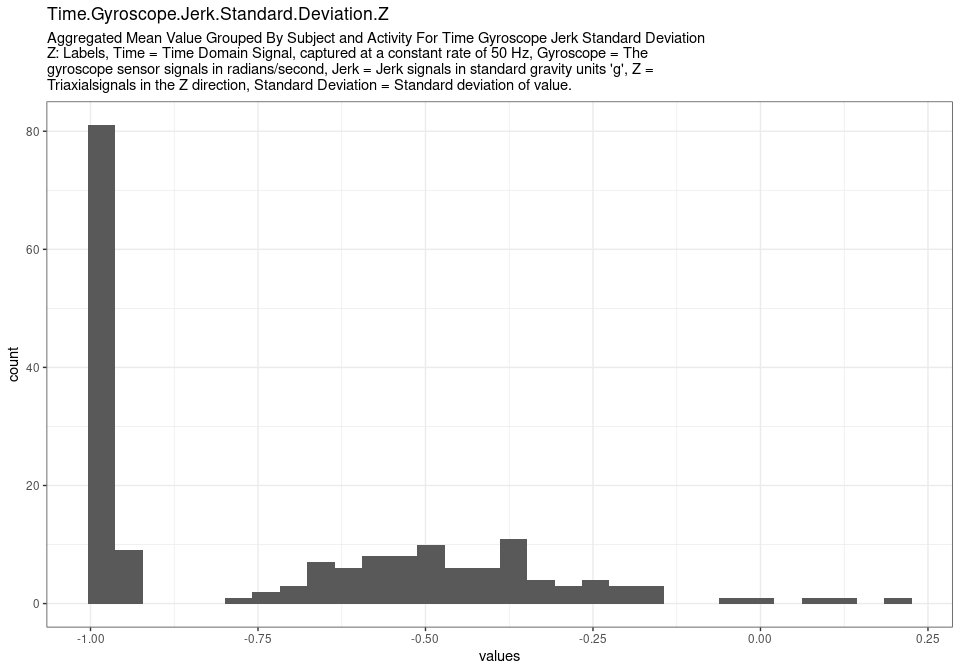 Time.Gyroscope.Jerk.Standard.Deviation.Z
Aggregated Mean Value Grouped By Subject and Activity For Time Gyroscope Jerk Standard Deviation
Z: Labels, Time = Time Domain Signal, captured at a constant rate of 50 Hz, Gyroscope = The
gyroscope sensor signals in radians/second, Jerk = Jerk signals in standard gravity units 'g', Z =
Triaxialsignals in the Z direction, Standard Deviation = Standard deviation of value.
80
60
40
20
0
count
-1.00 -0.75 -0.50 -0.25 0.00 0.25
values